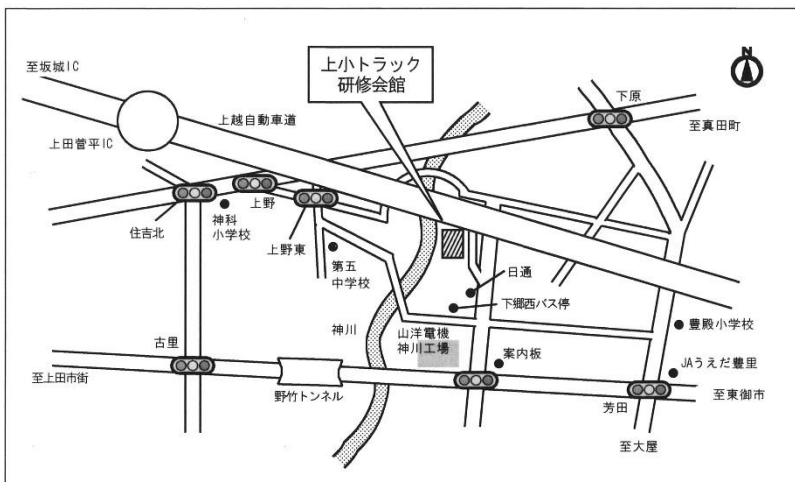 至坂城IC
上田菅平IC
上越自動車道
上小トラック
研修会館
N
下原
至真田町
住吉北
神科
小学校
上野
上野東
第五
中学校
日通
下郷西バス停
神川
山洋電機
神川工場
案内板
豊殿小学校
JAうえだ豊里
古里
至上田市街
野竹トンネル
芳田
至東御市
至大屋